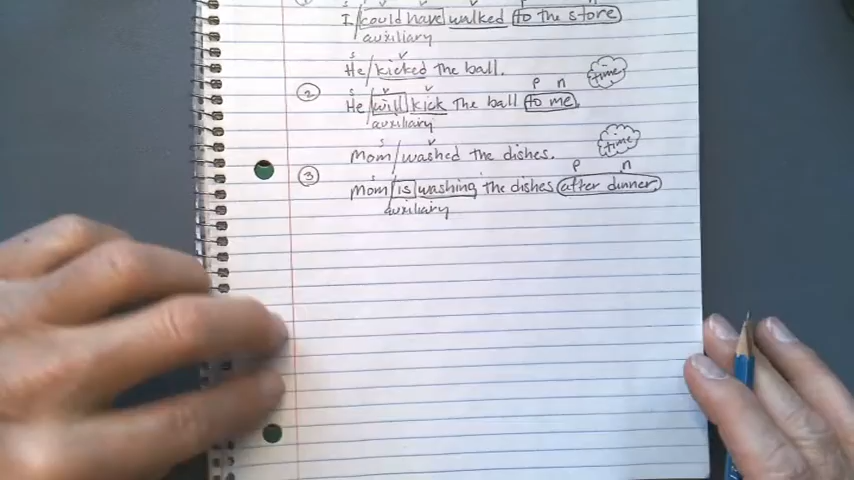 I could have walked to the store
auxiliary
s v
He kicked the ball.
p n time
2 s v v
He will kick the ball to me.
auxiliary
s v time
Mom washed the dishes.
3 s p n
Mom is washing the dishes after dinner.
auxiliary